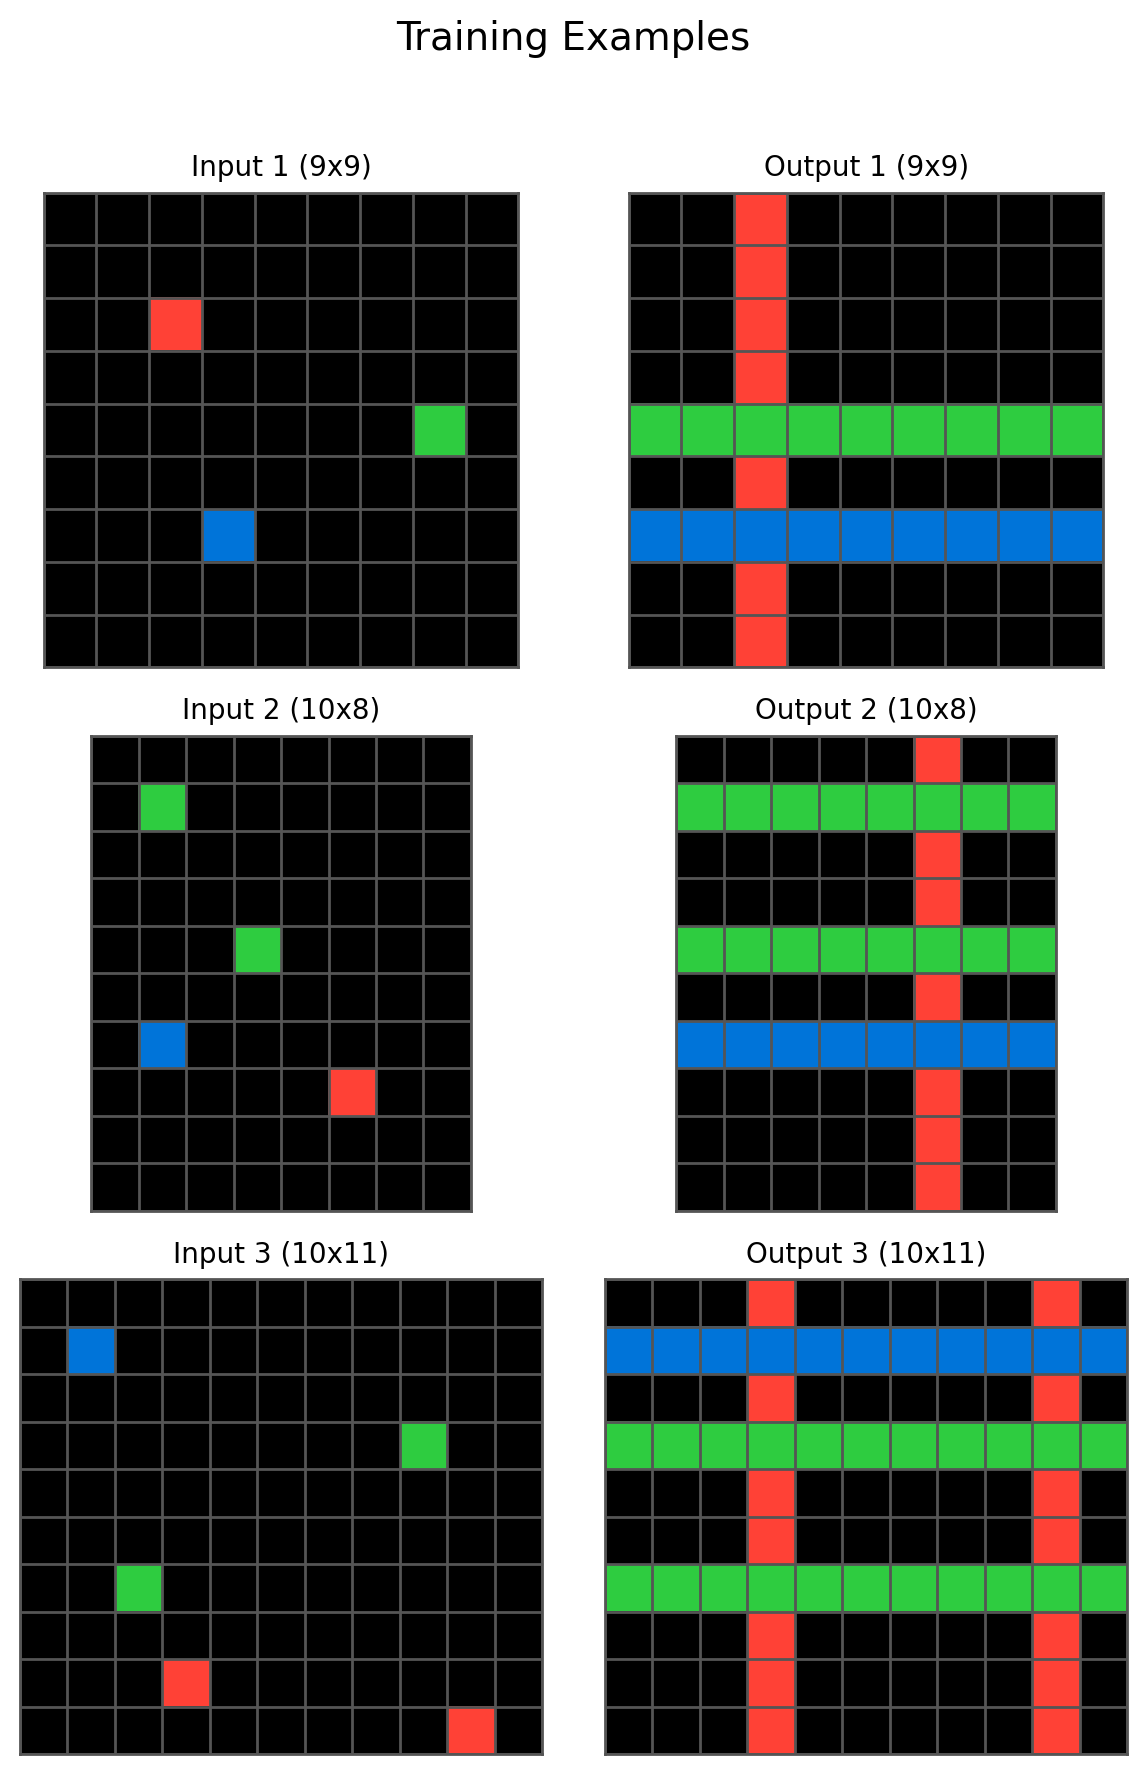 Training Examples
Input 1 (9x9)
Output 1 (9x9)
Input 2 (10x8)
Output 2 (10x8)
Input 3 (10x11)
Output 3 (10x11)